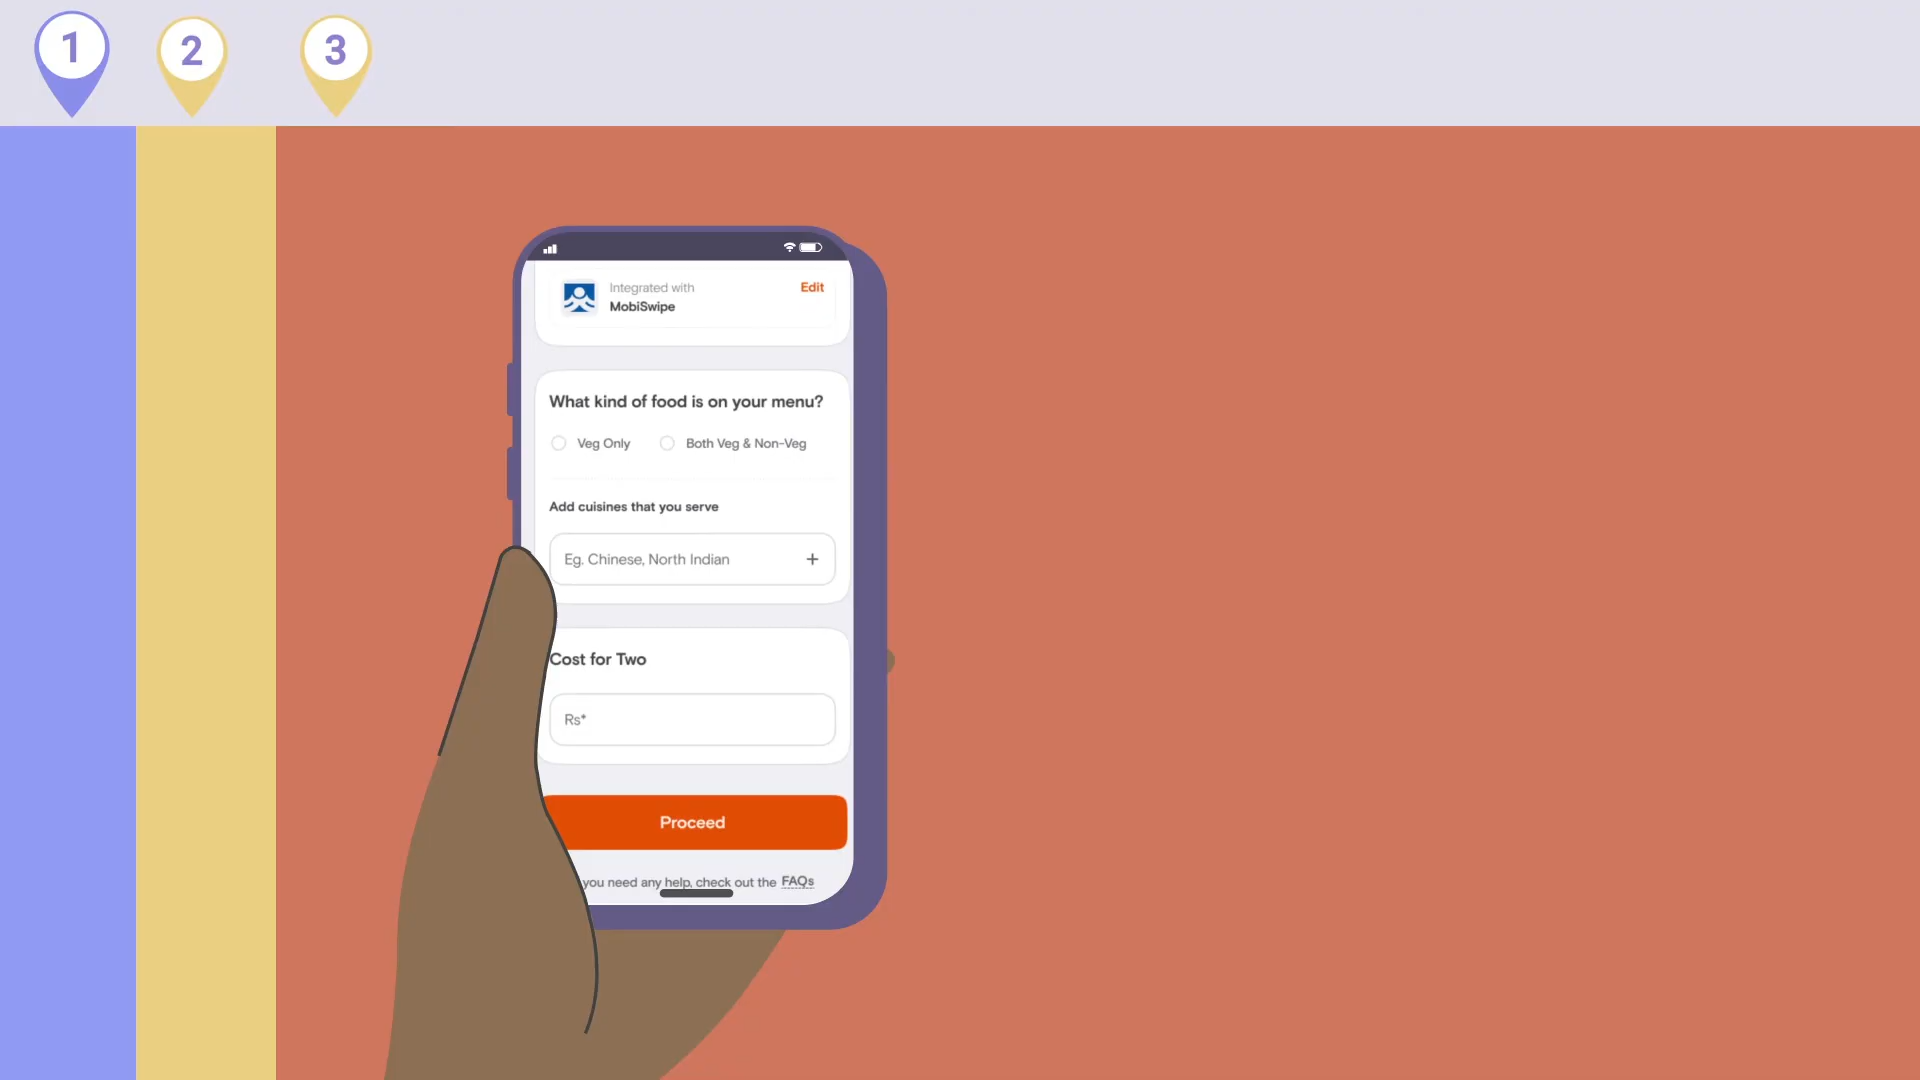 1
2
3
Integrated with
MobiSwipe
Edit
What kind of food is on your menu?
Veg Only
Both Veg & Non-Veg
Add cuisines that you serve
Eg. Chinese, North Indian
+
Cost for Two
Rs*
Proceed
you need any help, check out the FAQs